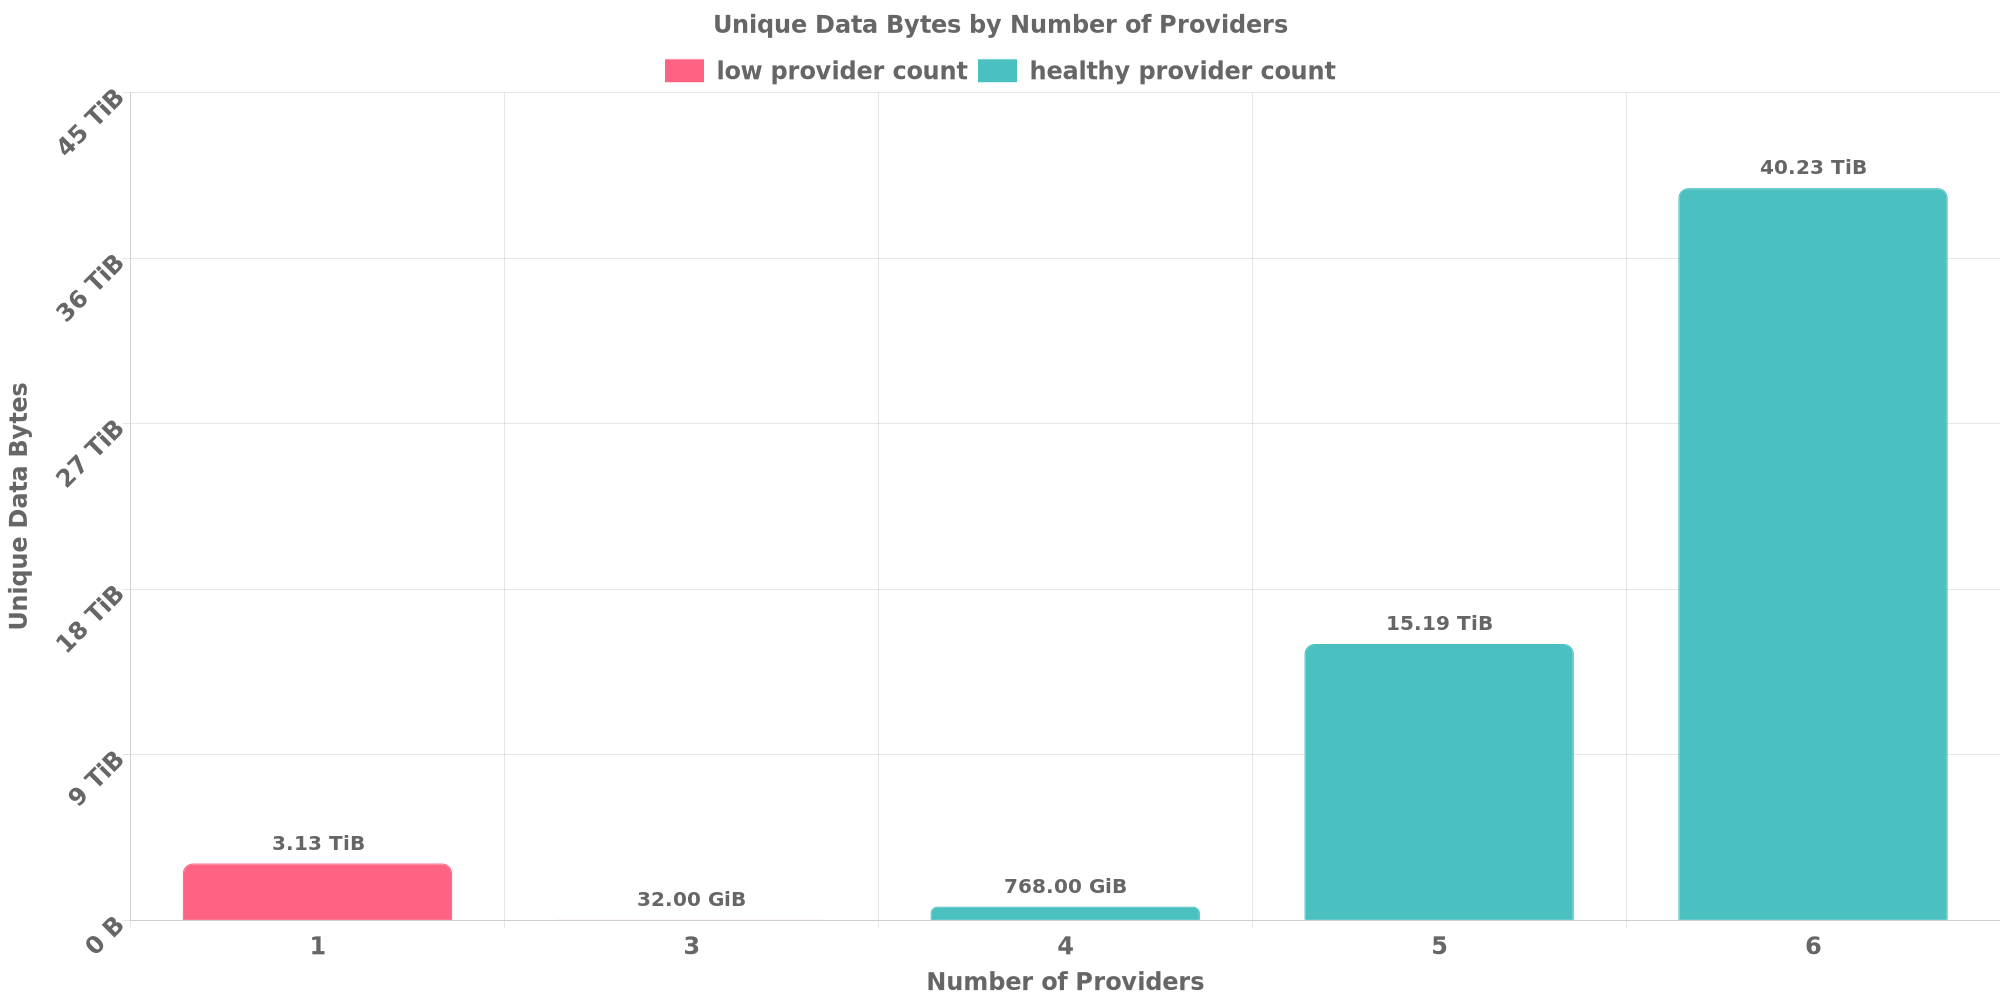 Unique Data Bytes by Number of Providers
low provider count
healthy provider count
45 TiB
36 TiB
27 TiB
18 TiB
9 TiB
0 B
Unique Data Bytes
3.13 TiB
32.00 GiB
768.00 GiB
15.19 TiB
40.23 TiB
1
3
4
5
6
Number of Providers